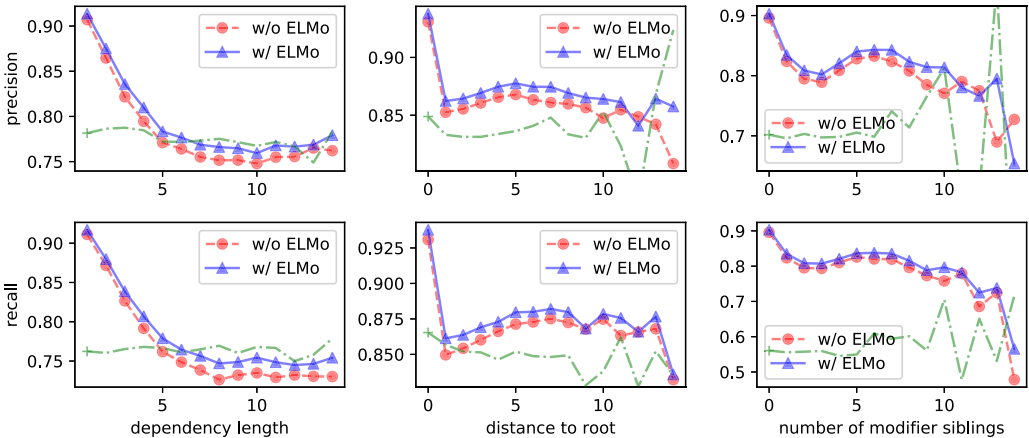 0.90
0.85
0.80
0.75
5
10
precision
w/o ELMo
w/ ELMo
0.90
0.85
0
5
10
w/o ELMo
w/ ELMo
0.9
0.8
0.7
0
5
10
w/o ELMo
w/ ELMo
0.90
0.85
0.80
0.75
5
10
recall
dependency length
w/o ELMo
w/ ELMo
0.925
0.900
0.875
0.850
0
5
10
distance to root
w/o ELMo
w/ ELMo
0.9
0.8
0.7
0.6
0.5
0
5
10
number of modifier siblings
w/o ELMo
w/ ELMo